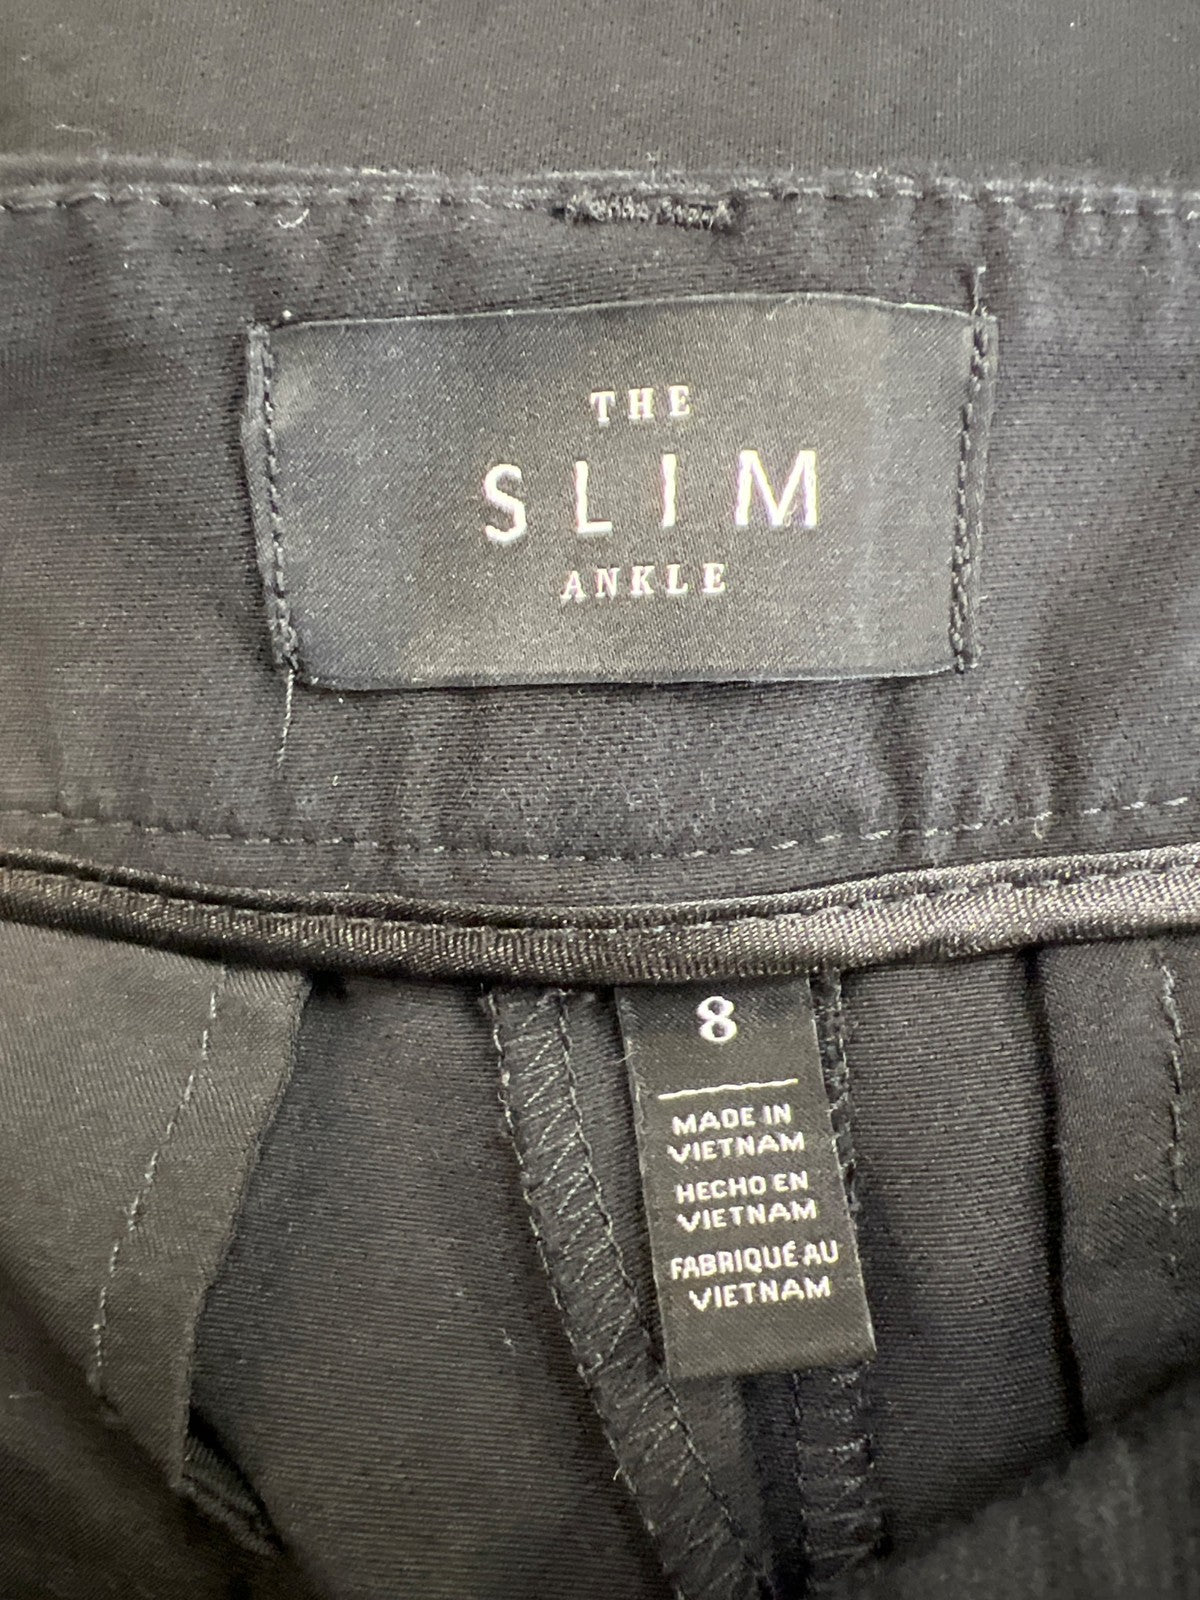 THE
SLIM
ANKLE
8
MADE IN
VIETNAM
HECHO EN
VIETNAM
FABRIQUÉ AU
VIETNAM